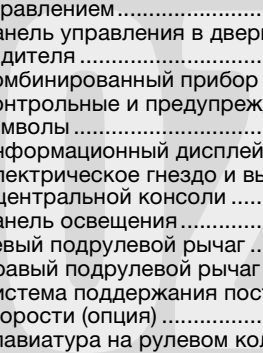 равлением.....................
анель управления в двери
дителя.........................
омбинированный прибор
онтрольные и предупреж
мволы..........................
нформационный дисплей
лектрическое гнездо и вы
центральной консоли......
анель освещения..............
евый подрулевой рычаг...
равый подрулевой рычаг
истема поддержания пост
орости (опция)................
лавиатура на рулевом кол